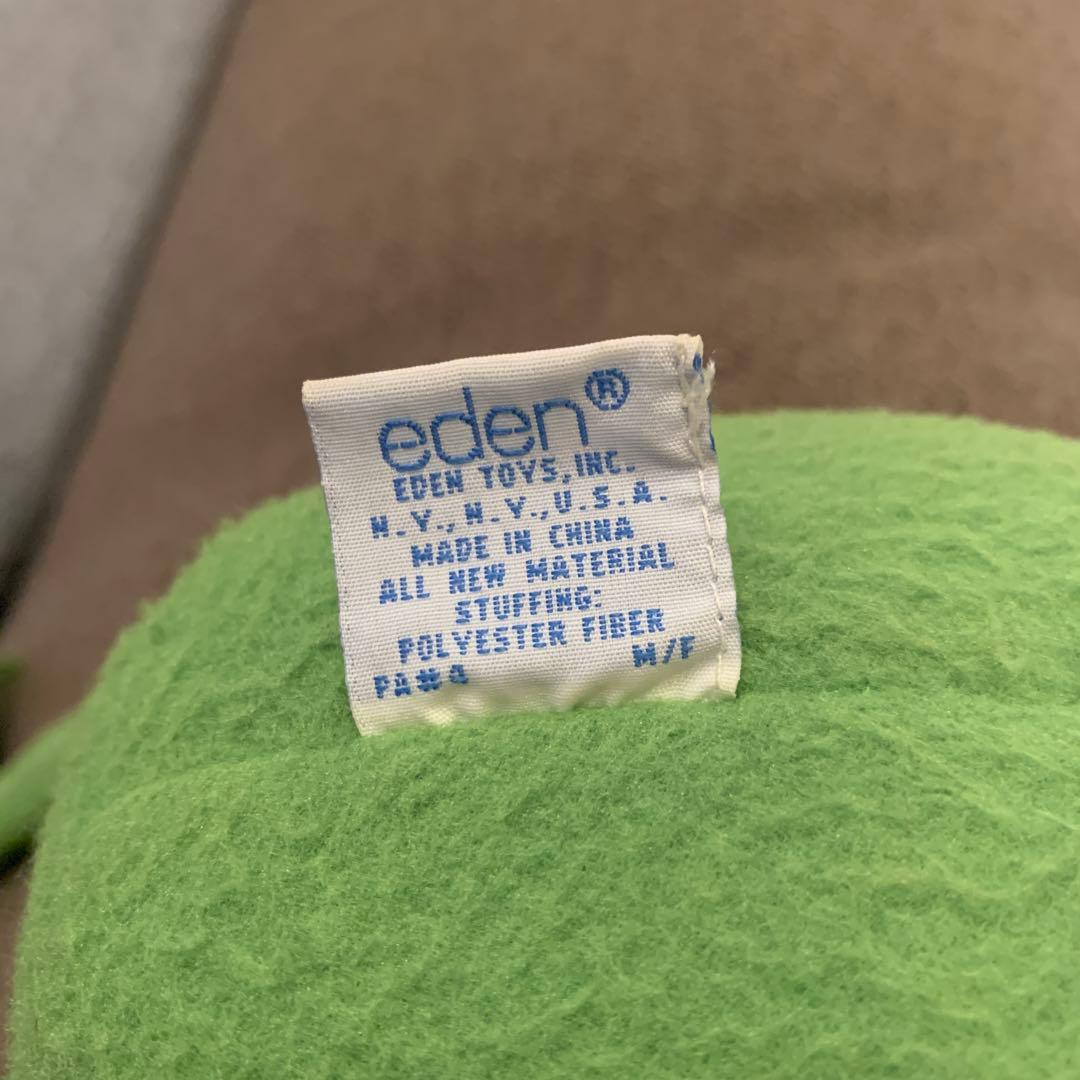 eden®
EDEN TOYS, INC.
N.Y., N.Y., U.S.A.
MADE IN CHINA
ALL NEW MATERIAL
STUFFING:
POLYESTER FIBER
PA#4 M/F